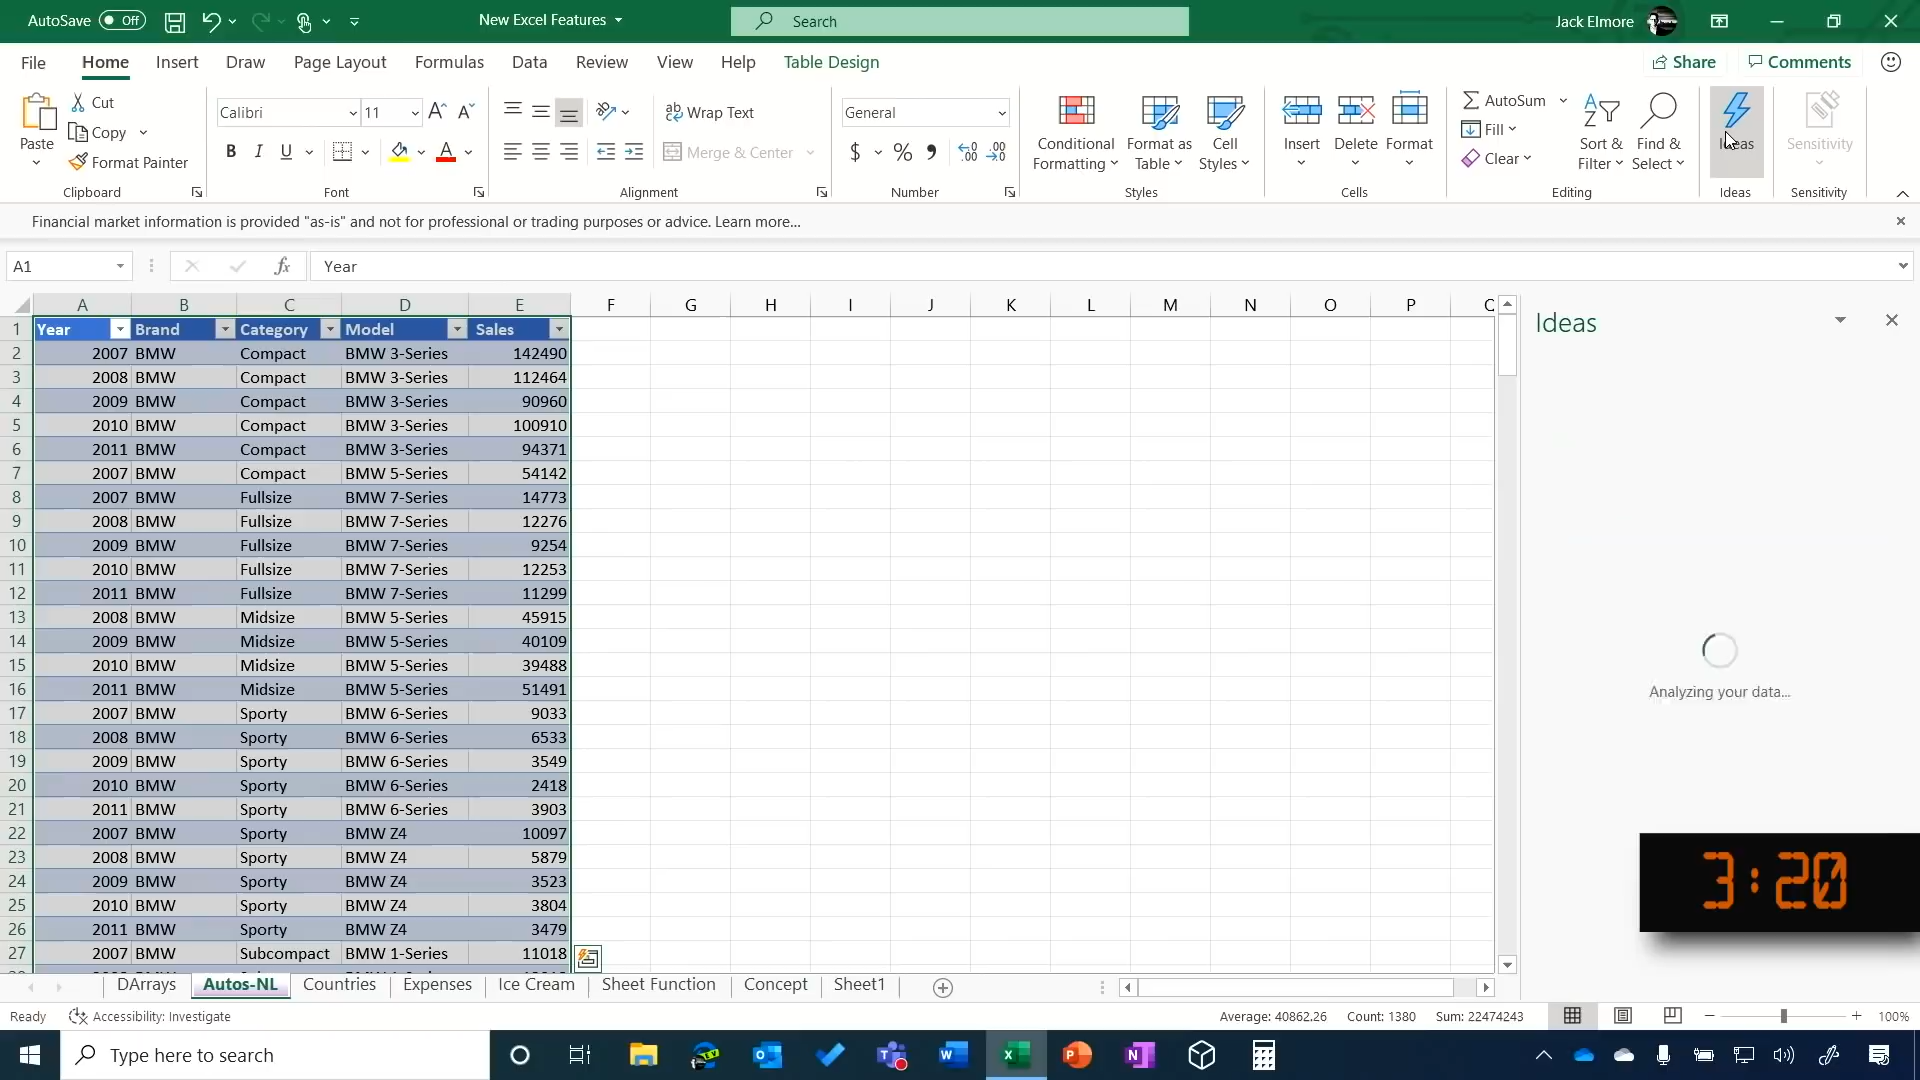 AutoSave Off New Excel Features Search Jack Elmore
File Home Insert Draw Page Layout Formulas Data Review View Help Table Design Share Comments
Paste Cut Copy Format Painter Clipboard
Calibri 11 B I U A Font
Wrap Text Merge & Center Alignment
General $ % Number
Conditional Formatting Format as Table Cell Styles Styles
Insert Delete Format Cells
AutoSum Fill Clear Sort & Filter Find & Select Editing
Ideas Ideas
Sensitivity Sensitivity
Financial market information is provided "as-is" and not for professional or trading purposes or advice. Learn more...
A1 fx Year
A B C D E F G H I J K L M N O P Q
1 Year Brand Category Model Sales
2 2007 BMW Compact BMW 3-Series 142490
3 2008 BMW Compact BMW 3-Series 112464
4 2009 BMW Compact BMW 3-Series 90960
5 2010 BMW Compact BMW 3-Series 100910
6 2011 BMW Compact BMW 3-Series 94371
7 2007 BMW Compact BMW 5-Series 54142
8 2007 BMW Fullsize BMW 7-Series 14773
9 2008 BMW Fullsize BMW 7-Series 12276
10 2009 BMW Fullsize BMW 7-Series 9254
11 2010 BMW Fullsize BMW 7-Series 12253
12 2011 BMW Fullsize BMW 7-Series 11299
13 2008 BMW Midsize BMW 5-Series 45915
14 2009 BMW Midsize BMW 5-Series 40109
15 2010 BMW Midsize BMW 5-Series 39488
16 2011 BMW Midsize BMW 5-Series 51491
17 2007 BMW Sporty BMW 6-Series 9033
18 2008 BMW Sporty BMW 6-Series 6533
19 2009 BMW Sporty BMW 6-Series 3549
20 2010 BMW Sporty BMW 6-Series 2418
21 2011 BMW Sporty BMW 6-Series 3903
22 2007 BMW Sporty BMW Z4 10097
23 2008 BMW Sporty BMW Z4 5879
24 2009 BMW Sporty BMW Z4 3523
25 2010 BMW Sporty BMW Z4 3804
26 2011 BMW Sporty BMW Z4 3479
27 2007 BMW Subcompact BMW 1-Series 11018
Ideas
Analyzing your data...
3:20
DArrays Autos-NL Countries Expenses Ice Cream Sheet Function Concept Sheet1
Ready Accessibility: Investigate Average: 40862.26 Count: 1380 Sum: 22474243 100%
Type here to search